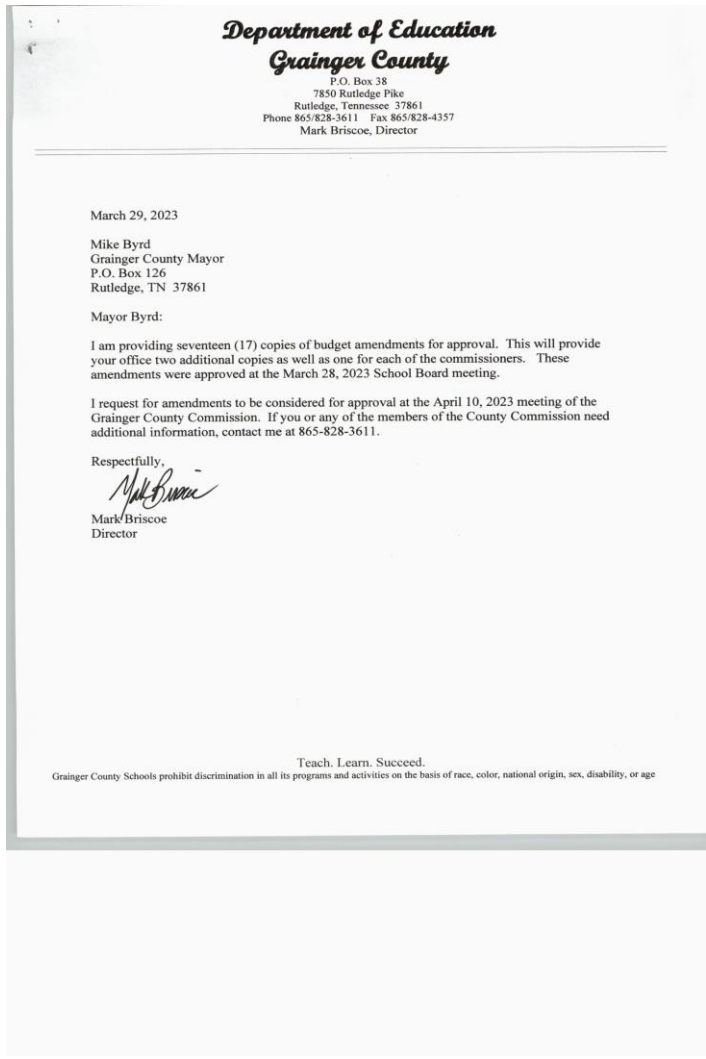 Department of Education
Grainger County
P.O. Box 38
7850 Rutledge Pike
Rutledge, Tennessee 37861
Phone 865/828-3611 Fax 865/828-4357
Mark Briscoe, Director
March 29, 2023
Mike Byrd
Grainger County Mayor
P.O. Box 126
Rutledge, TN 37861
Mayor Byrd:
I am providing seventeen (17) copies of budget amendments for approval. This will provide
your office two additional copies as well as one for each of the commissioners. These
amendments were approved at the March 28, 2023 School Board meeting.
I request for amendments to be considered for approval at the April 10, 2023 meeting of the
Grainger County Commission. If you or any of the members of the County Commission need
additional information, contact me at 865-828-3611.
Respectfully,
Mark Briscoe
Mark Briscoe
Director
Teach. Learn. Succeed.
Grainger County Schools prohibit discrimination in all its programs and activities on the basis of race, color, national origin, sex, disability, or age